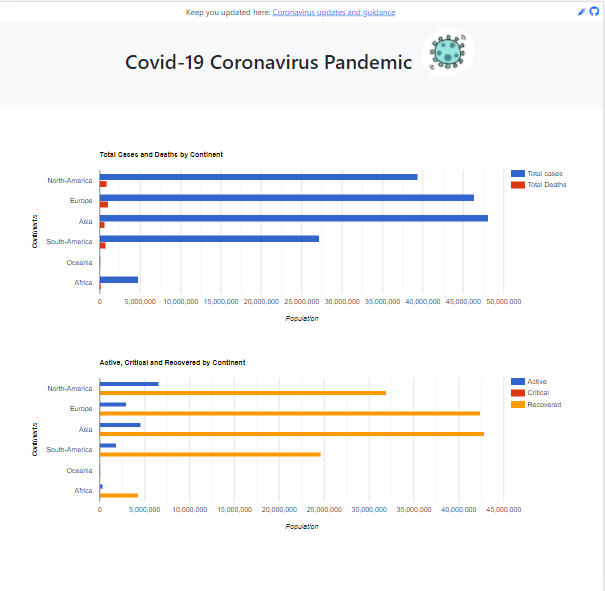 Keep you updated here: Coronavirus updates and guidance
Covid-19 Coronavirus Pandemic
Total Cases and Deaths by Continent
Total cases
Total Deaths
Continents
North-America
Europe
Asia
South-America
Oceania
Africa
0 5,000,000 10,000,000 15,000,000 20,000,000 25,000,000 30,000,000 35,000,000 40,000,000 45,000,000 50,000,000
Population
Active, Critical and Recovered by Continent
Active
Critical
Recovered
Continents
North-America
Europe
Asia
South-America
Oceania
Africa
0 5,000,000 10,000,000 15,000,000 20,000,000 25,000,000 30,000,000 35,000,000 40,000,000 45,000,000
Population